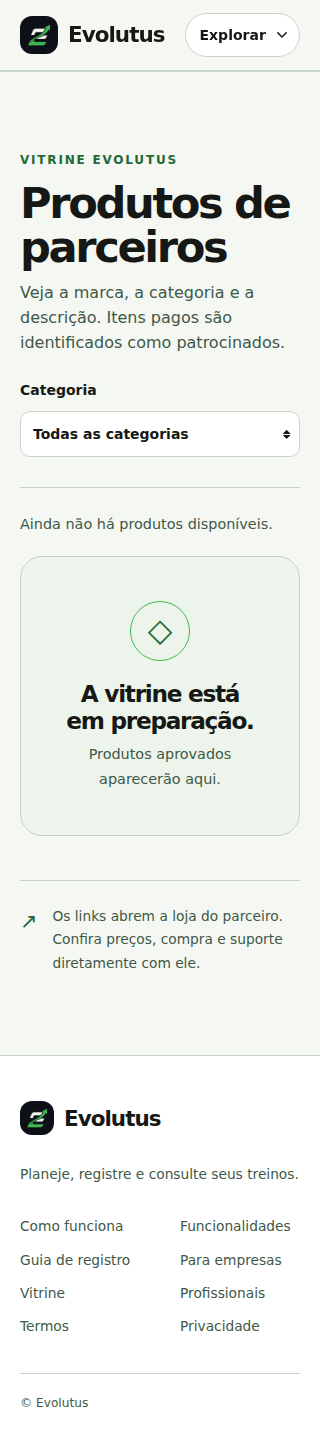 Evolutus
Explorar
VITRINE EVOLUTUS
Produtos de
parceiros
Veja a marca, a categoria e a
descrição. Itens pagos são
identificados como patrocinados.
Categoria
Todas as categorias
Ainda não há produtos disponíveis.
A vitrine está
em preparação.
Produtos aprovados
aparecerão aqui.
Os links abrem a loja do parceiro.
Confira preços, compra e suporte
diretamente com ele.
Evolutus
Planeje, registre e consulte seus treinos.
Como funciona
Funcionalidades
Guia de registro
Para empresas
Vitrine
Profissionais
Termos
Privacidade
© Evolutus